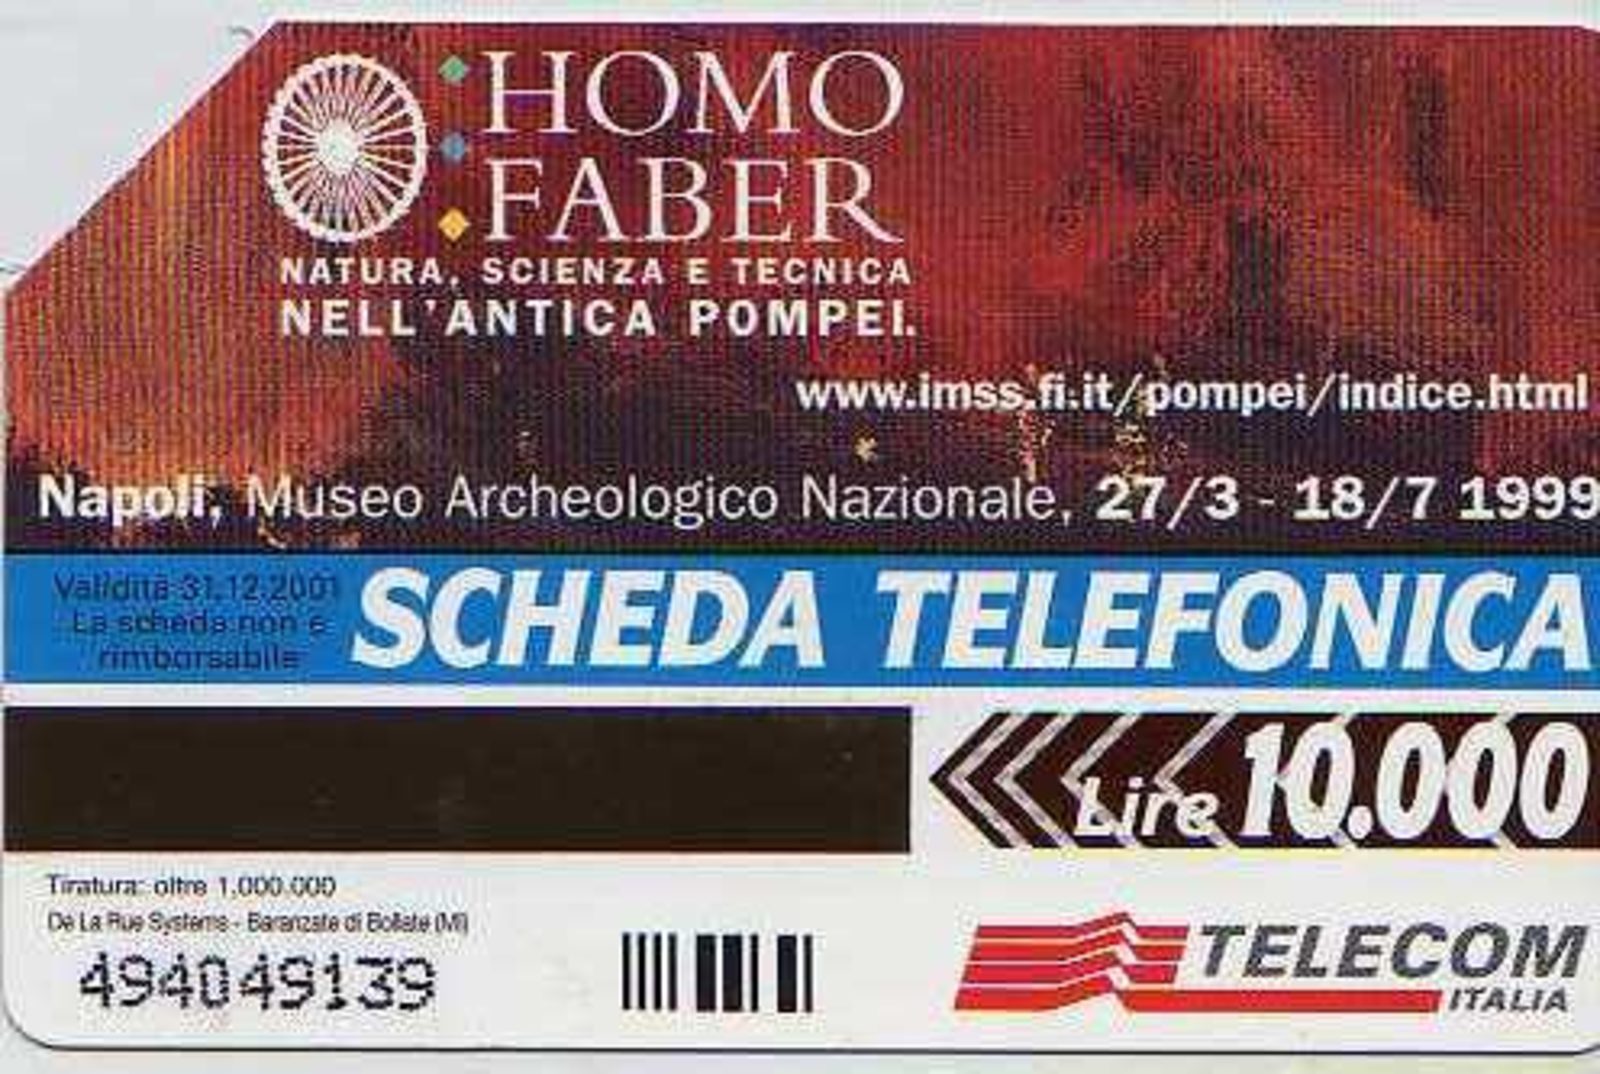 HOMO
FABER
NATURA, SCIENZA E TECNICA
NELL'ANTICA POMPEI.
www.imss.fi.it/pompei/indice.html
Napoli, Museo Archeologico Nazionale, 27/3 - 18/7 1999
Validità 31.12.2001
La scheda non è
rimborsabile
SCHEDA TELEFONICA
Lire 10.000
Tiratura: oltre 1.000.000
De La Rue Systems - Baranzate di Bollate (MI)
494049139
TELECOM
ITALIA